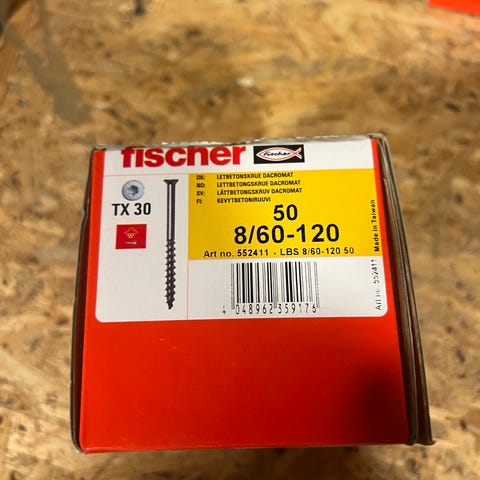 fischer
fischer
DK: LETBETONSKRUE DACROMAT
NO: LETTBETONGSKRUE DACROMAT
SV: LÄTTBETONGSKRUV DACROMAT
FI: KEVYTBETONIRUUVI
TX 30
50
8/60-120
Art no. 552411 - LBS 8/60-120 50
4 048962 359176
Art no. 552411 Made in Taiwan